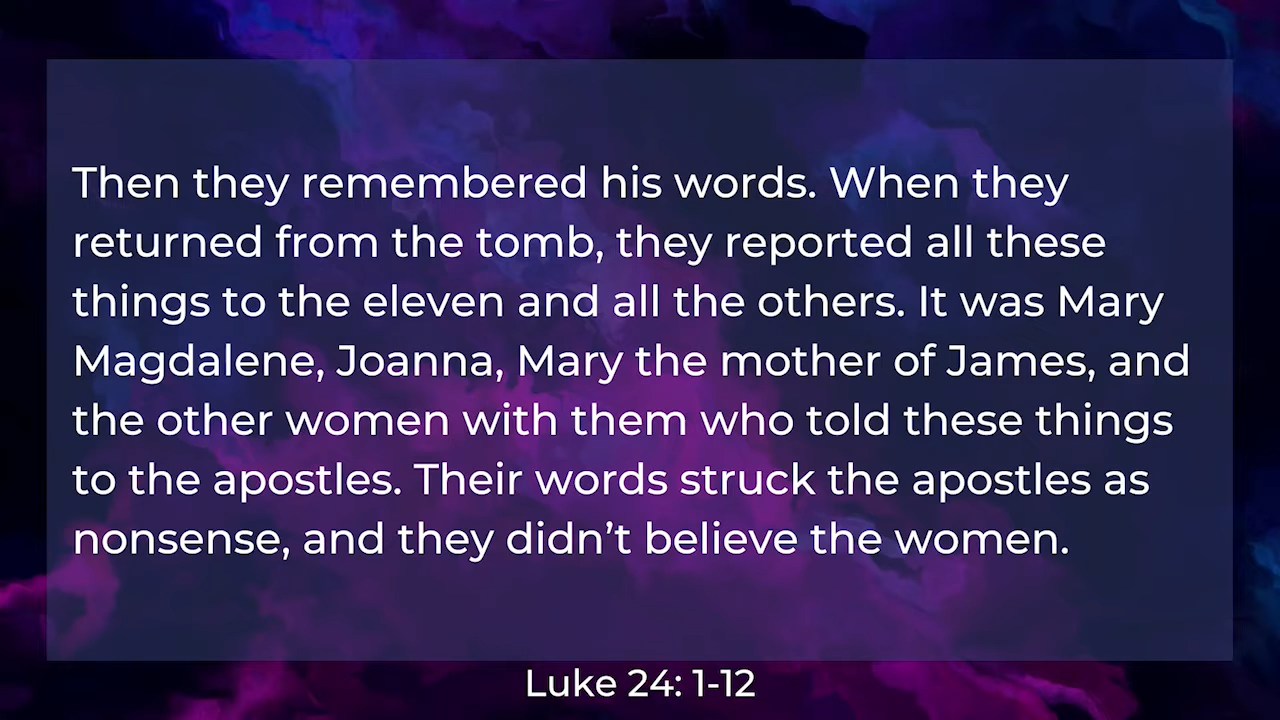 Then they remembered his words. When they
returned from the tomb, they reported all these
things to the eleven and all the others. It was Mary
Magdalene, Joanna, Mary the mother of James, and
the other women with them who told these things
to the apostles. Their words struck the apostles as
nonsense, and they didn’t believe the women.
Luke 24: 1-12